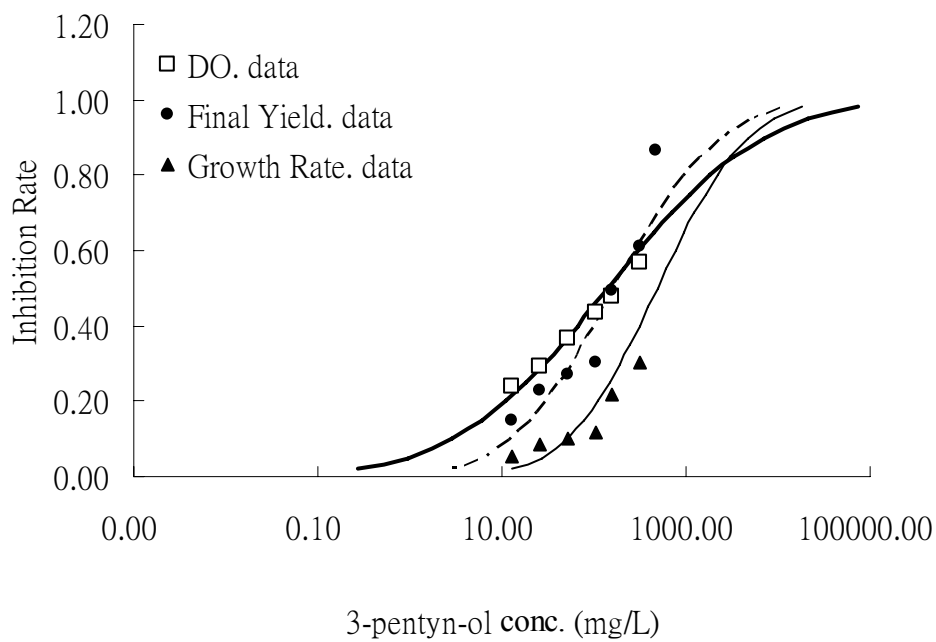 1.20
1.00
0.80
0.60
0.40
0.20
0.00
Inhibition Rate
DO. data
Final Yield. data
Growth Rate. data
0.00 0.10 10.00 1000.00 100000.00
3-pentyn-ol conc. (mg/L)